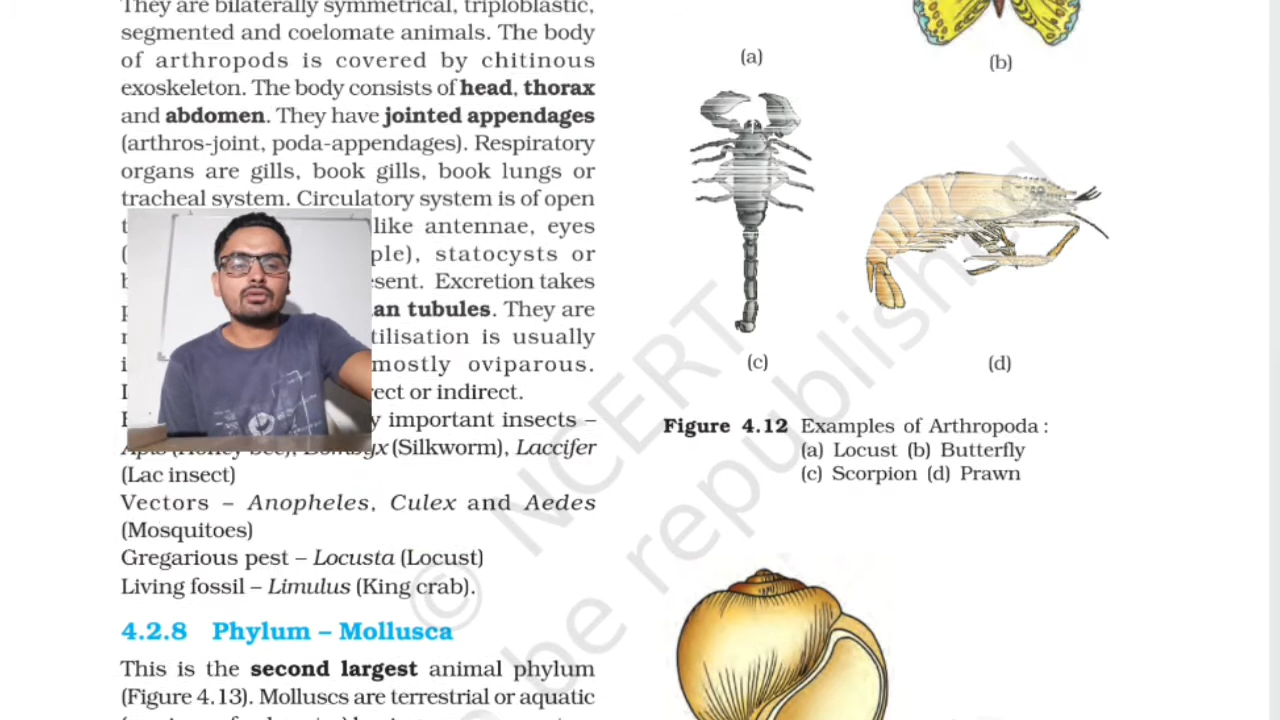 They are bilaterally symmetrical, triploblastic,
segmented and coelomate animals. The body
of arthropods is covered by chitinous
exoskeleton. The body consists of head, thorax
and abdomen. They have jointed appendages
(arthros-joint, poda-appendages). Respiratory
organs are gills, book gills, book lungs or
tracheal system. Circulatory system is of open
like antennae, eyes
statocysts or
Excretion takes
tubules. They are
is usually
mostly oviparous.
or indirect.
important insects –
(Silkworm), Laccifer
(Lac insect)
Vectors – Anopheles, Culex and Aedes
(Mosquitoes)
Gregarious pest – Locusta (Locust)
Living fossil – Limulus (King crab).
4.2.8 Phylum – Mollusca
This is the second largest animal phylum
(Figure 4.13). Molluscs are terrestrial or aquatic
(a)
(b)
(c)
(d)
Figure 4.12 Examples of Arthropoda :
(a) Locust (b) Butterfly
(c) Scorpion (d) Prawn
© NCERT
be republished